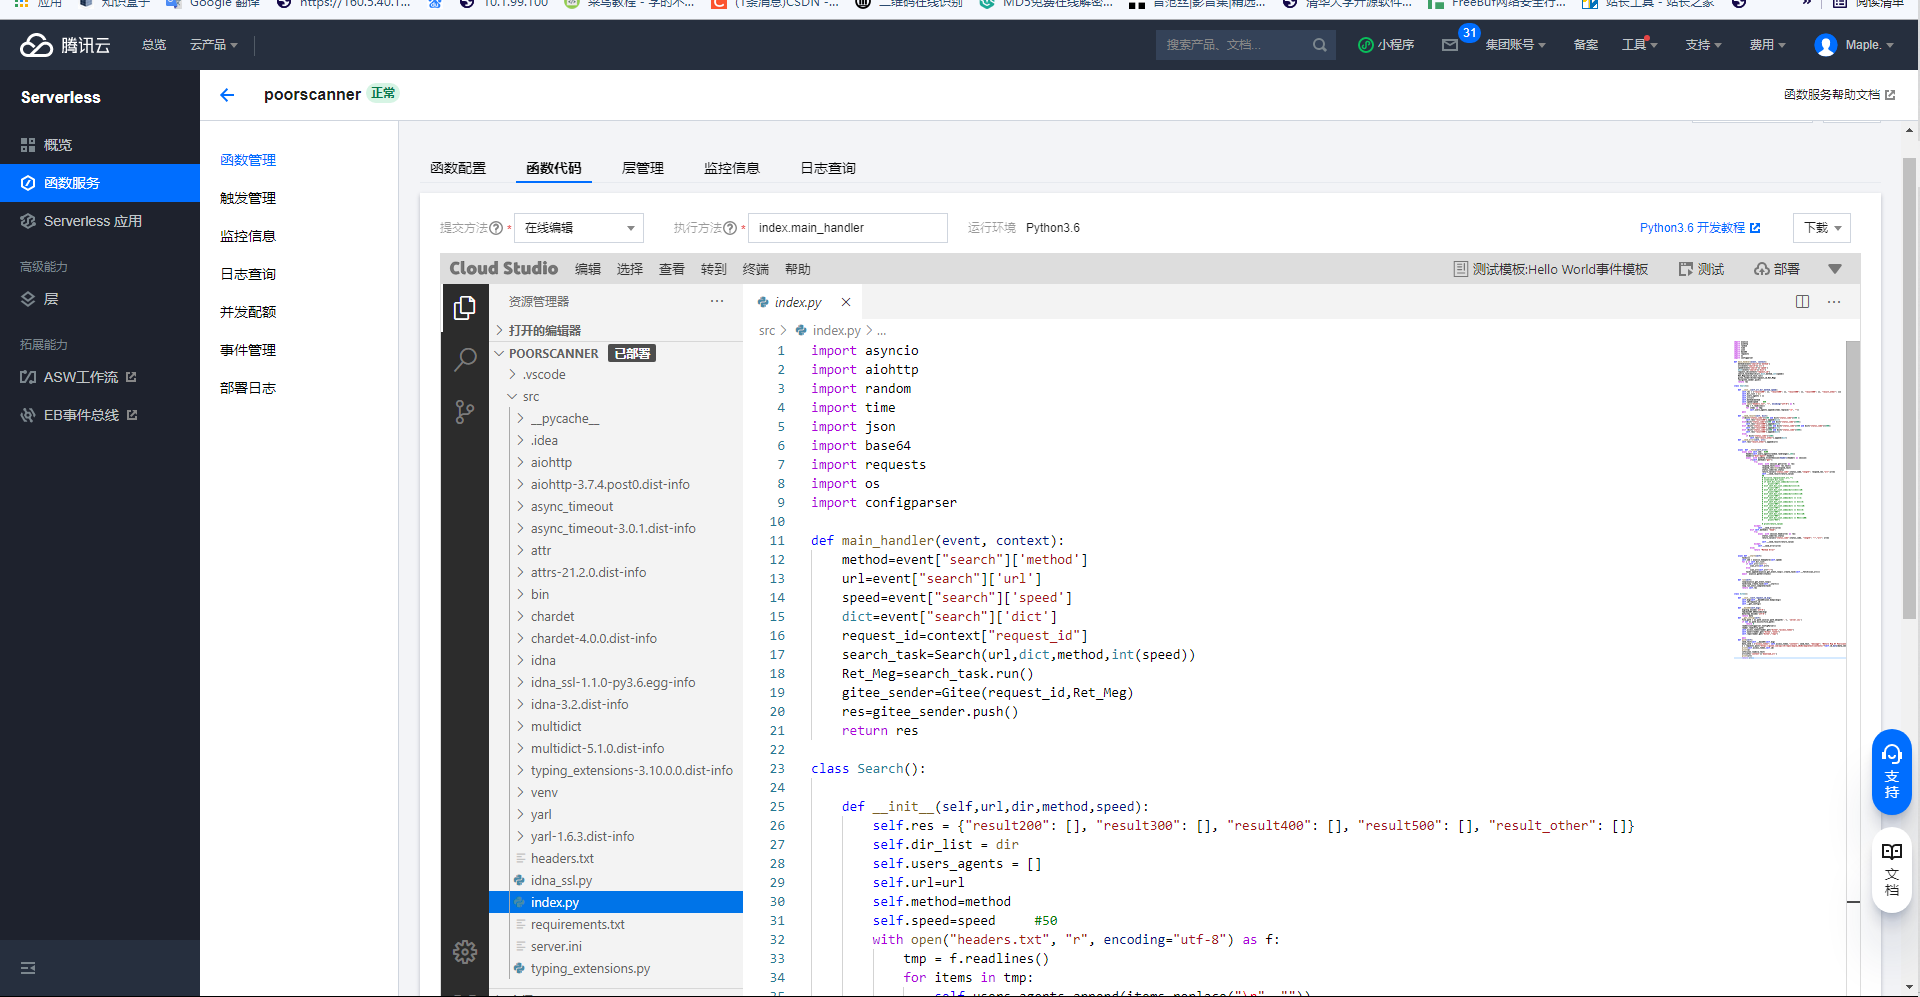 应用 知识盒子 Google 翻译 https://160.5.40.1... 10.1.99.100 菜鸟教程 - 学的不... (1条消息)CSDN -... 二维码在线识别 MD5免费在线解密... 首范丝|影音集|精选... 清华大学开源软件... FreeBuf网络安全行... 站长工具 - 站长之家 » 阅读清单
腾讯云 总览 云产品 搜索产品、文档... 小程序 31 集团账号 备案 工具 支持 费用 Maple.
Serverless
poorscanner 正常 函数服务帮助文档
概览
函数服务
Serverless 应用
高级能力
层
拓展能力
ASW工作流
EB事件总线
函数管理
触发管理
监控信息
日志查询
并发配额
事件管理
部署日志
函数配置 函数代码 层管理 监控信息 日志查询
提交方法 * 在线编辑 执行方法 * index.main_handler 运行环境 Python3.6 Python3.6 开发教程 下载
Cloud Studio 编辑 选择 查看 转到 终端 帮助 测试模板:Hello World事件模板 测试 部署
资源管理器 ...
打开的编辑器
POORSCANNER 已部署
.vscode
src
__pycache__
.idea
aiohttp
aiohttp-3.7.4.post0.dist-info
async_timeout
async_timeout-3.0.1.dist-info
attr
attrs-21.2.0.dist-info
bin
chardet
chardet-4.0.0.dist-info
idna
idna_ssl-1.1.0-py3.6.egg-info
idna-3.2.dist-info
multidict
multidict-5.1.0.dist-info
typing_extensions-3.10.0.0.dist-info
venv
yarl
yarl-1.6.3.dist-info
headers.txt
idna_ssl.py
index.py
requirements.txt
server.ini
typing_extensions.py
index.py ×
src > index.py > ...
1 import asyncio
2 import aiohttp
3 import random
4 import time
5 import json
6 import base64
7 import requests
8 import os
9 import configparser
10
11 def main_handler(event, context):
12 method=event["search"]['method']
13 url=event["search"]['url']
14 speed=event["search"]['speed']
15 dict=event["search"]['dict']
16 request_id=context["request_id"]
17 search_task=Search(url,dict,method,int(speed))
18 Ret_Meg=search_task.run()
19 gitee_sender=Gitee(request_id,Ret_Meg)
20 res=gitee_sender.push()
21 return res
22
23 class Search():
24
25 def __init__(self,url,dir,method,speed):
26 self.res = {"result200": [], "result300": [], "result400": [], "result500": [], "result_other": []}
27 self.dir_list = dir
28 self.users_agents = []
29 self.url=url
30 self.method=method
31 self.speed=speed #50
32 with open("headers.txt", "r", encoding="utf-8") as f:
33 tmp = f.readlines()
34 for items in tmp:
35 self.users_agents.append(items.replace("\n", ""))
支持
文档